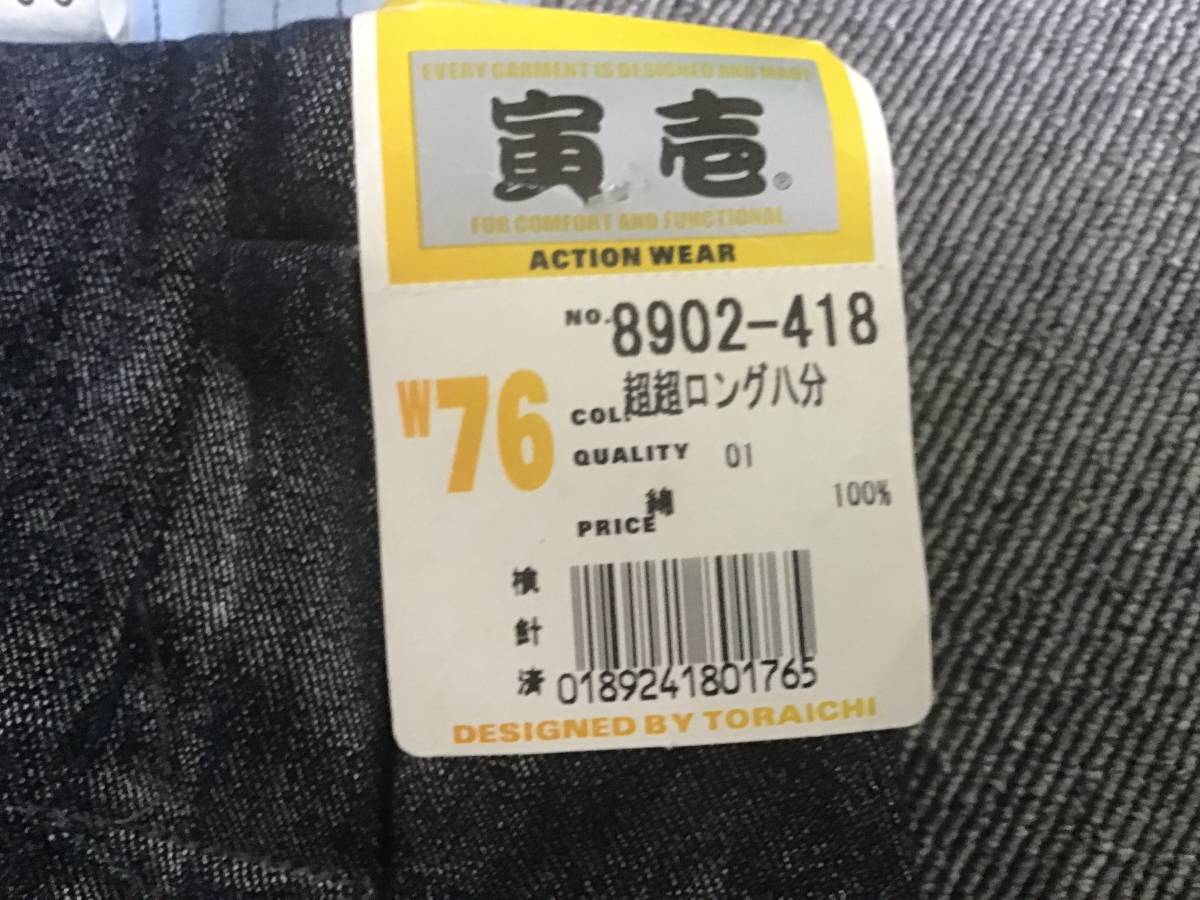 EVERY GARMENT IS DESIGNED AND MADE
寅壱®
FOR COMFORT AND FUNCTIONAL
ACTION WEAR
NO. 8902-418
W76
COL. 超超ロング八分
QUALITY 01
綿 100%
PRICE
検針済
0189241801765
DESIGNED BY TORAICHI